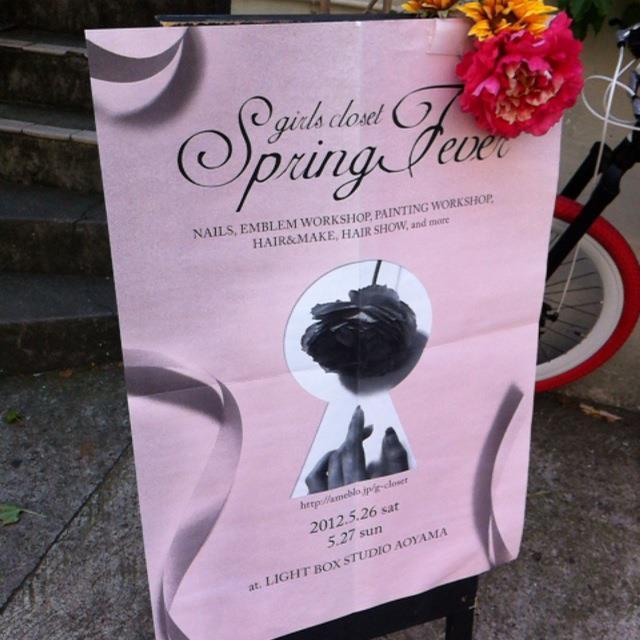 girls closet
Spring Fever
NAILS, EMBLEM WORKSHOP, PAINTING WORKSHOP,
HAIR&MAKE, HAIR SHOW, and more
http://ameblo.jp/g-closet
2012.5.26 sat
5.27 sun
at. LIGHT BOX STUDIO AOYAMA